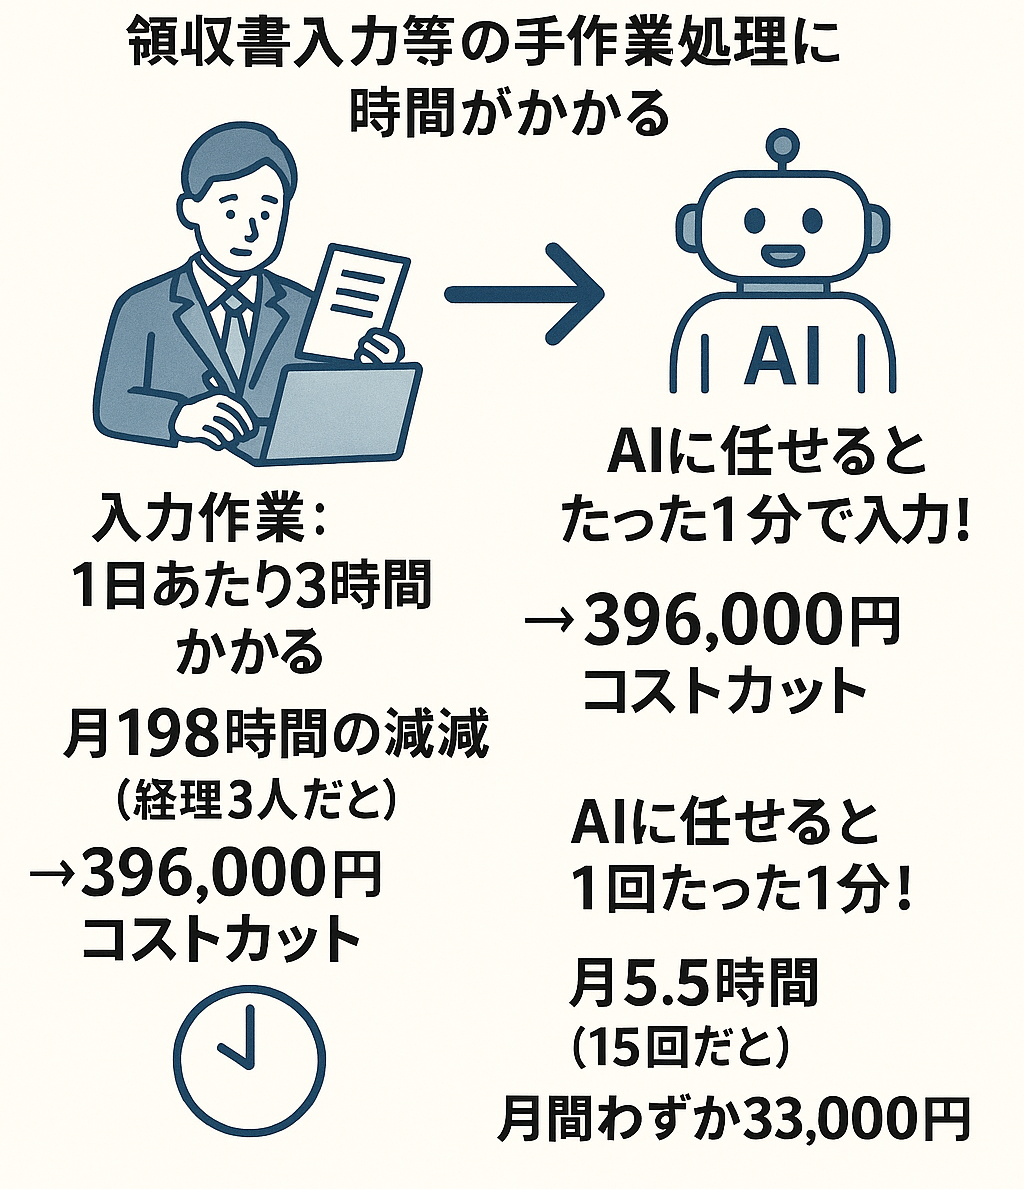 領収書入力等の手作業処理に
時間がかかる
AI
入力作業：
1日あたり3時間
かかる
月198時間の減減
（経理3人だと）
→396,000円
コストカット
AIに任せると
たった1分で入力!
→396,000円
コストカット
AIに任せると
1回たった1分!
月5.5時間
（15回だと）
月間わずか33,000円